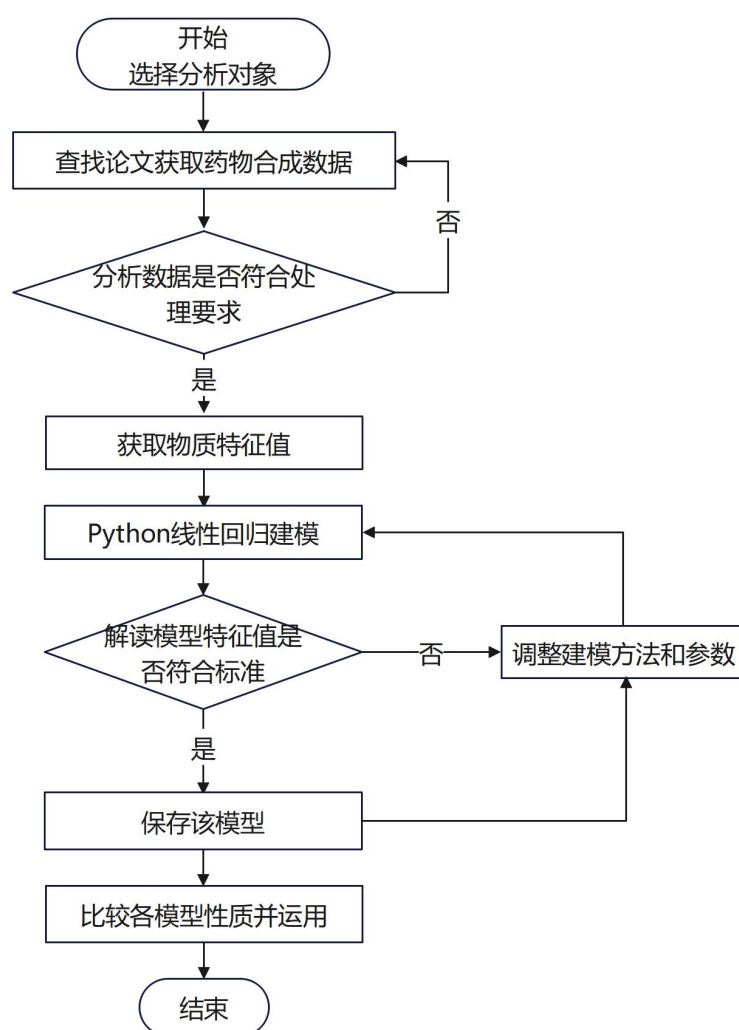 开始
选择分析对象
查找论文获取药物合成数据
否
分析数据是否符合处
理要求
是
获取物质特征值
Python线性回归建模
解读模型特征值是
否符合标准
否
调整建模方法和参数
是
保存该模型
比较各模型性质并运用
结束